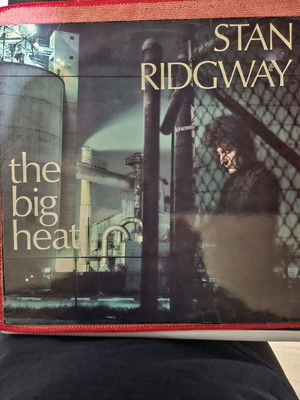 STAN
RIDGWAY
the
big
heat